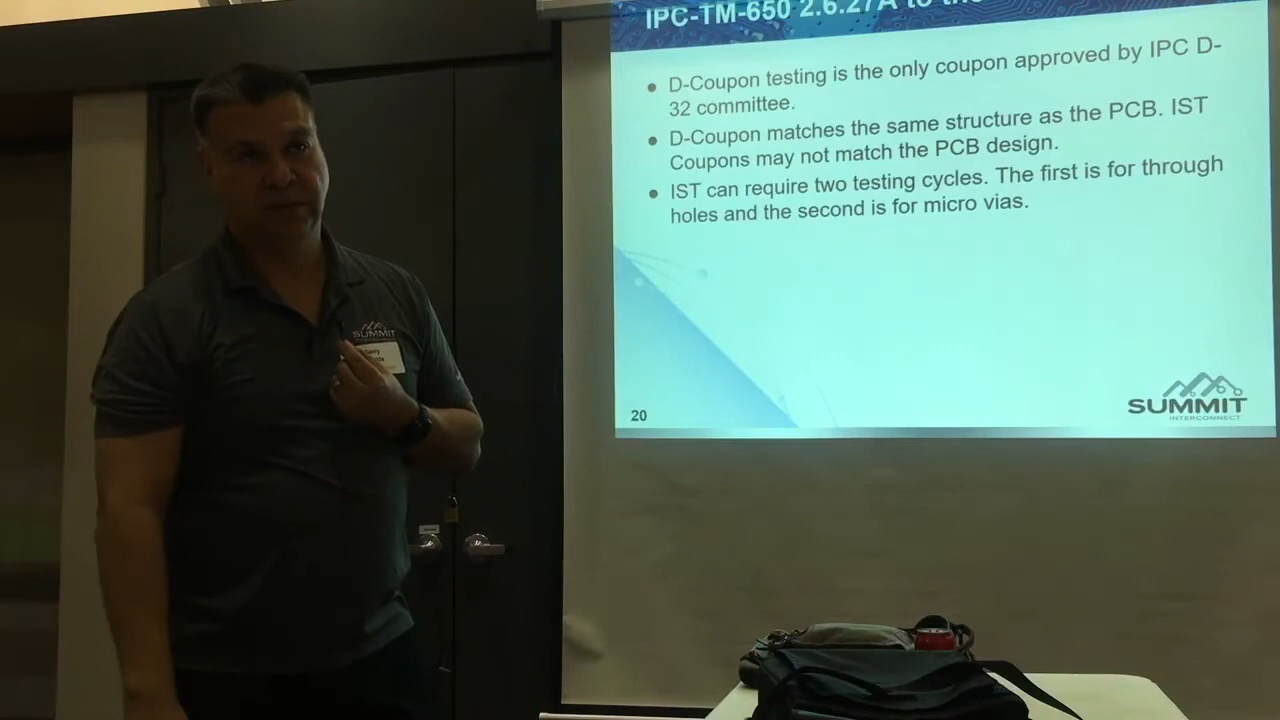 IPC-TM-650 2.6.27A to the
D-Coupon testing is the only coupon approved by IPC D-
32 committee.
D-Coupon matches the same structure as the PCB. IST
Coupons may not match the PCB design.
IST can require two testing cycles. The first is for through
holes and the second is for micro vias.
20
SUMMIT
INTERCONNECT
SUMMIT